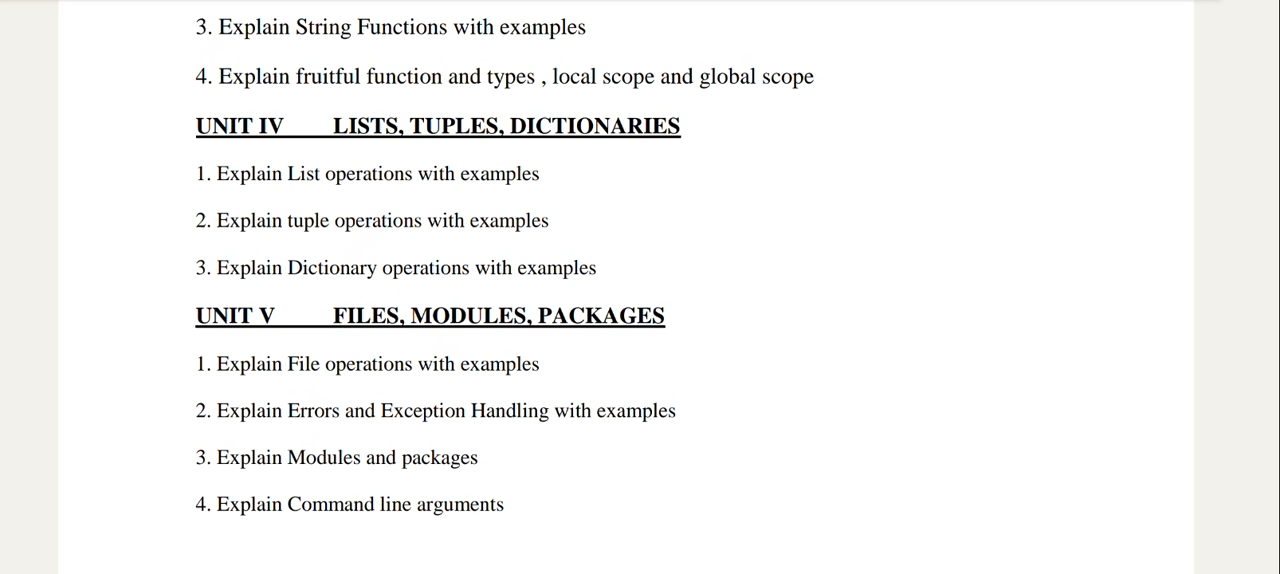 3. Explain String Functions with examples
4. Explain fruitful function and types , local scope and global scope
UNIT IV LISTS, TUPLES, DICTIONARIES
1. Explain List operations with examples
2. Explain tuple operations with examples
3. Explain Dictionary operations with examples
UNIT V FILES, MODULES, PACKAGES
1. Explain File operations with examples
2. Explain Errors and Exception Handling with examples
3. Explain Modules and packages
4. Explain Command line arguments